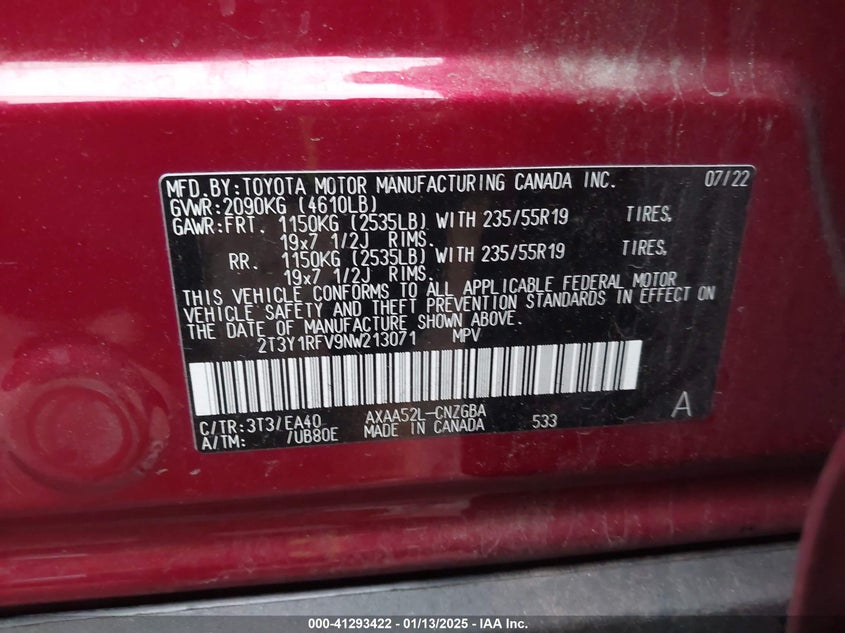 MFD. BY: TOYOTA MOTOR MANUFACTURING CANADA INC. 07/22
GVWR: 2090KG (4610LB)
GAWR: FRT. 1150KG (2535LB) WITH 235/55R19 TIRES,
19x7 1/2J RIMS.
RR. 1150KG (2535LB) WITH 235/55R19 TIRES,
19x7 1/2J RIMS.
THIS VEHICLE CONFORMS TO ALL APPLICABLE FEDERAL MOTOR
VEHICLE SAFETY AND THEFT PREVENTION STANDARDS IN EFFECT ON
THE DATE OF MANUFACTURE SHOWN ABOVE.
2T3Y1RFV9NW213071 MPV
C/TR: 3T3/EA40 AXAA52L-CNZGBA A
A/TM: /UB80E MADE IN CANADA 533
000-41293422 - 01/13/2025 - IAA Inc.